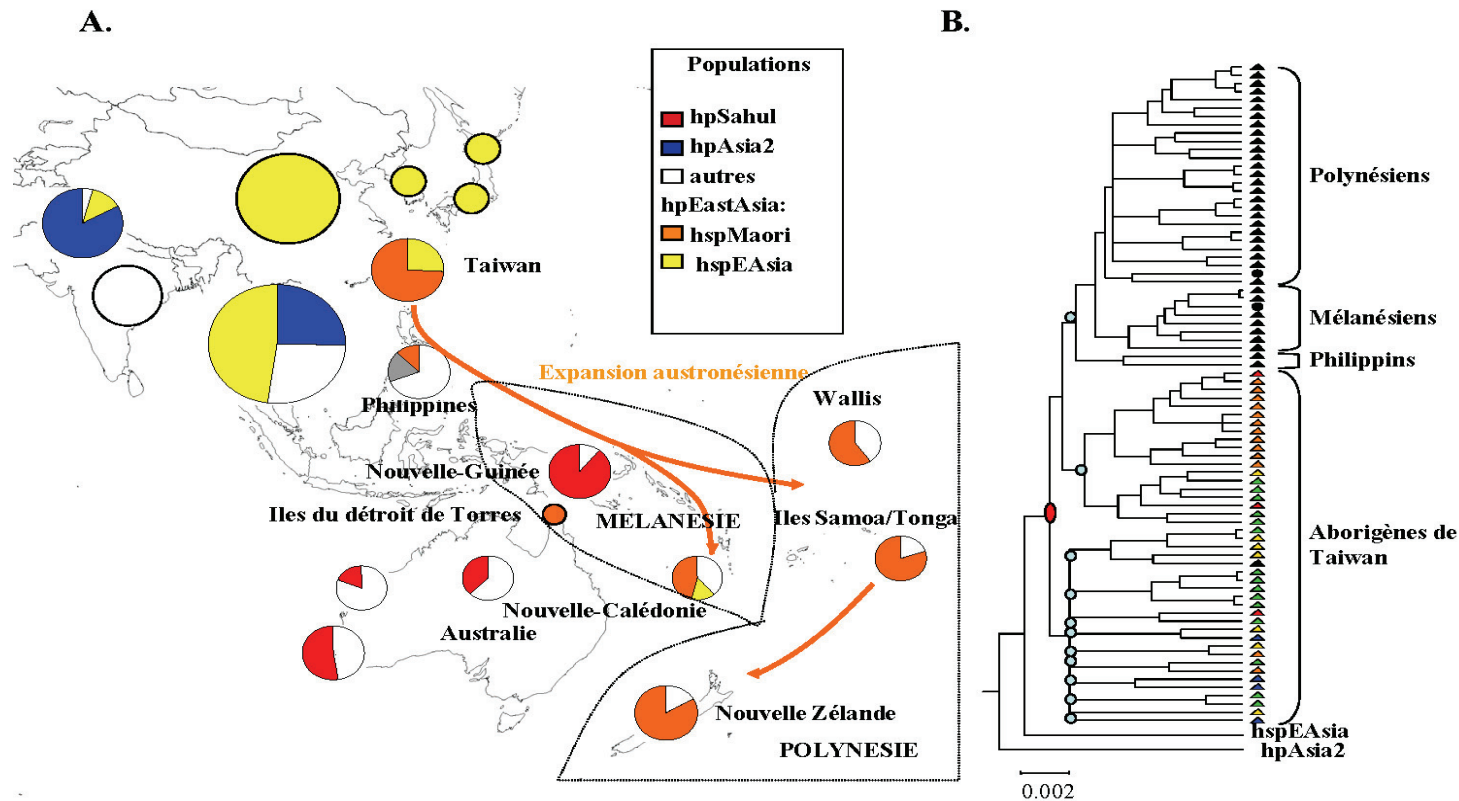 A.
Populations
hpSahul
hpAsia2
autres
hpEastAsia:
hspMaori
hspEAsia
Taiwan
Expansion austronésienne
Philippines
Wallis
Nouvelle-Guinée
Iles du détroit de Torres
MELANESIE
Iles Samoa/Tonga
Nouvelle-Calédonie
Australie
Nouvelle Zélande
POLYNESIE
B.
Polynésiens
Mélanésiens
Philippins
Aborigènes de
Taiwan
hspEAsia
hpAsia2
0.002